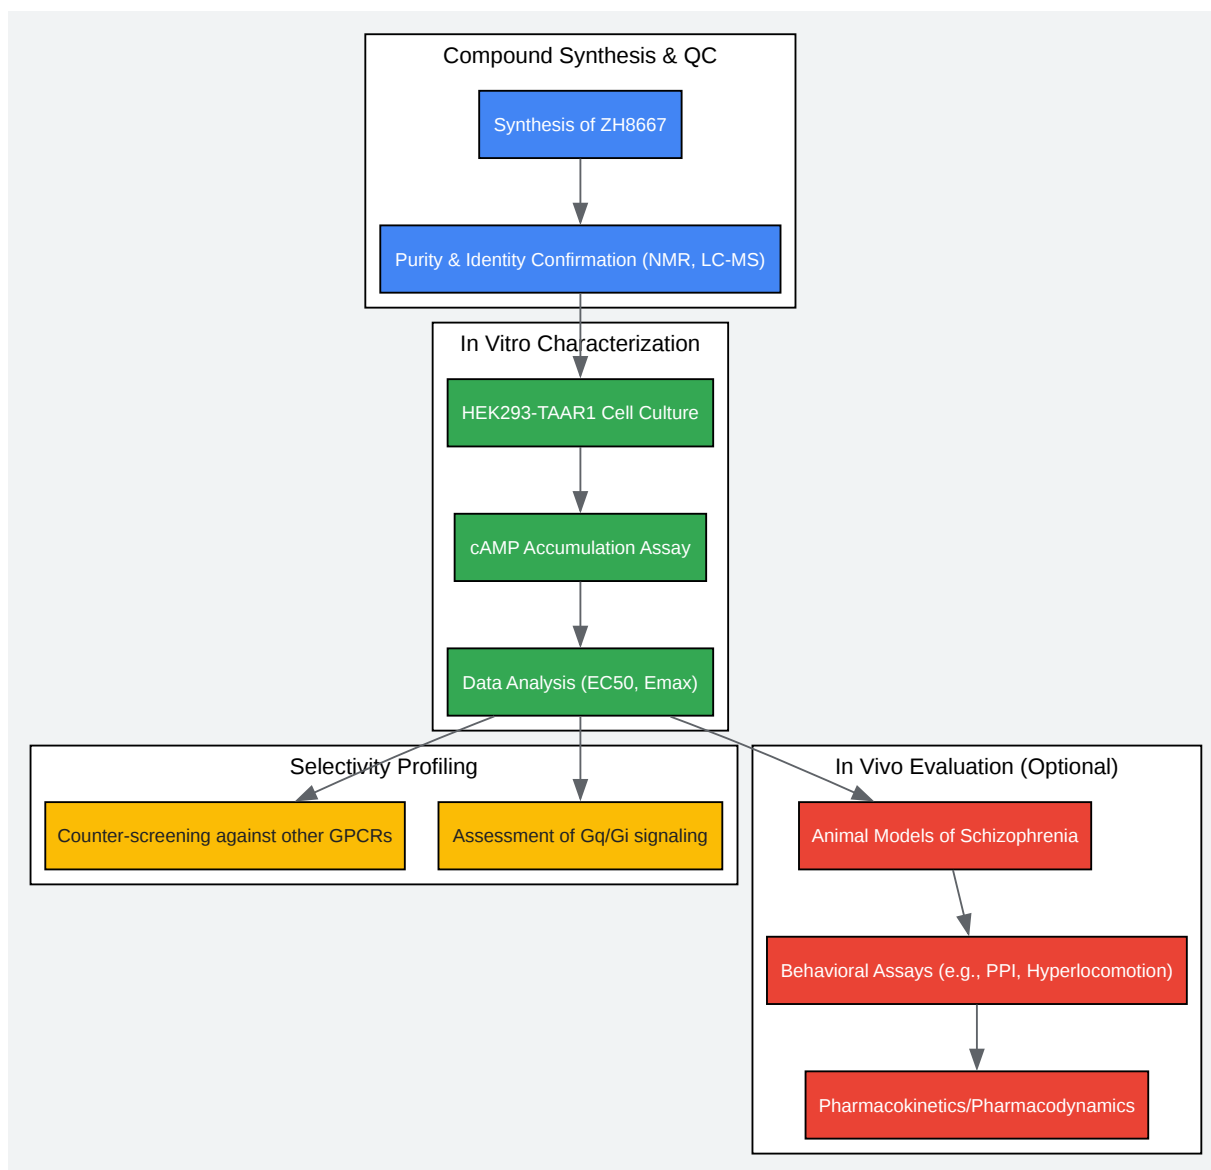 Compound Synthesis & QC
Synthesis of ZH8667
Purity & Identity Confirmation (NMR, LC-MS)
In Vitro Characterization
HEK293-TAAR1 Cell Culture
cAMP Accumulation Assay
Data Analysis (EC50, Emax)
Selectivity Profiling
Counter-screening against other GPCRs
Assessment of Gq/Gi signaling
In Vivo Evaluation (Optional)
Animal Models of Schizophrenia
Behavioral Assays (e.g., PPI, Hyperlocomotion)
Pharmacokinetics/Pharmacodynamics